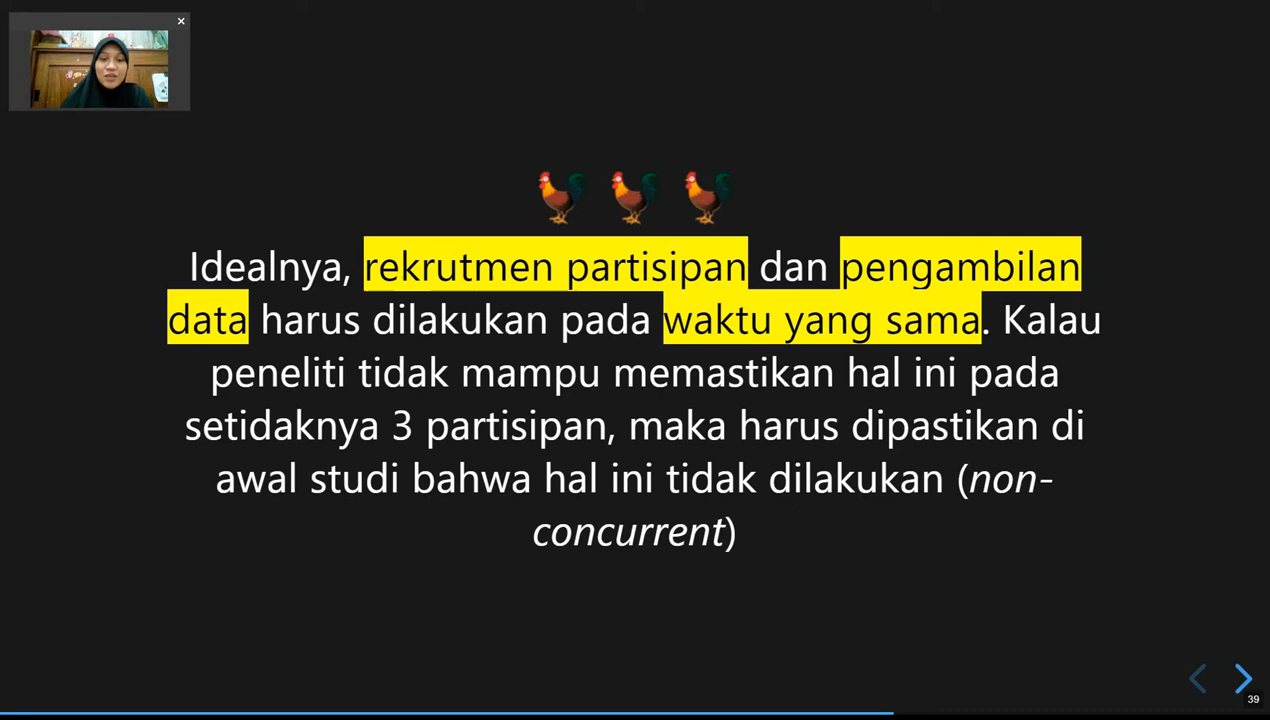 Idealnya, rekrutmen partisipan dan pengambilan
data harus dilakukan pada waktu yang sama. Kalau
peneliti tidak mampu memastikan hal ini pada
setidaknya 3 partisipan, maka harus dipastikan di
awal studi bahwa hal ini tidak dilakukan (non-
concurrent)
39